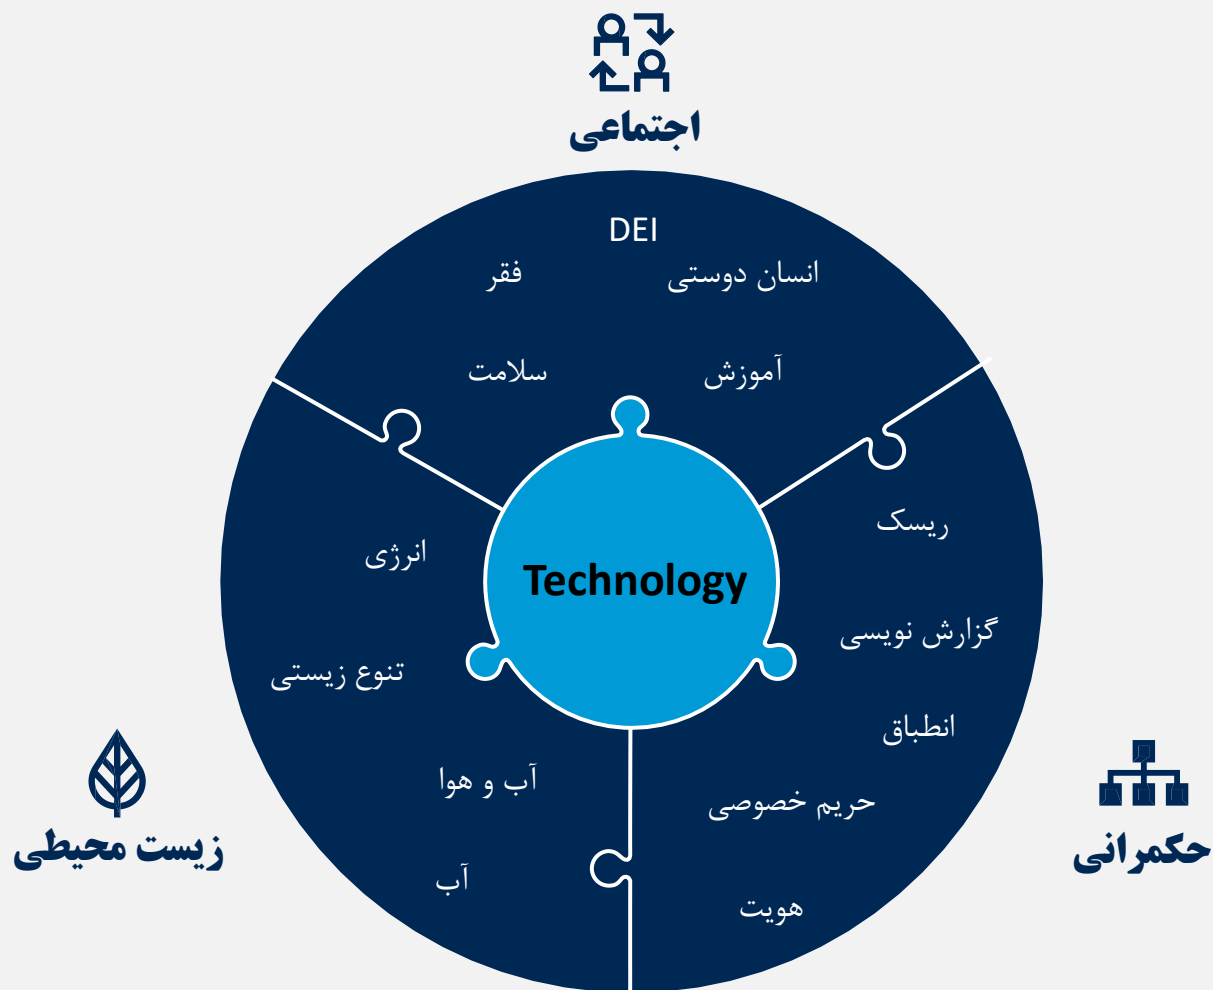 اجتماعی
DEI
انسان دوستی
فقر
آموزش
سلامت
ریسک
گزارش نویسی
انطباق
حریم خصوصی
هویت
حکمرانی
Technology
انرژی
تنوع زیستی
آب و هوا
آب
زیست محیطی